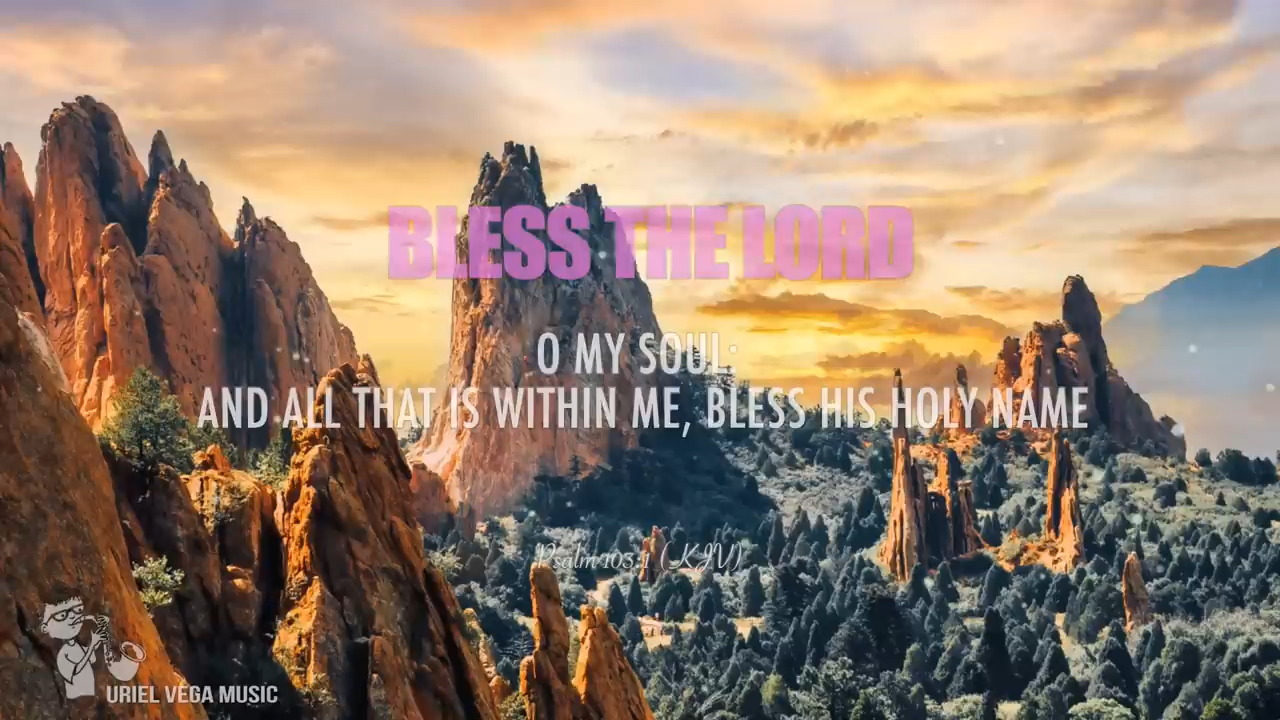 BLESS THE LORD
O MY SOUL:
AND ALL THAT IS WITHIN ME, BLESS HIS HOLY NAME
Psalm 103:1 (KJV)
URIEL VEGA MUSIC